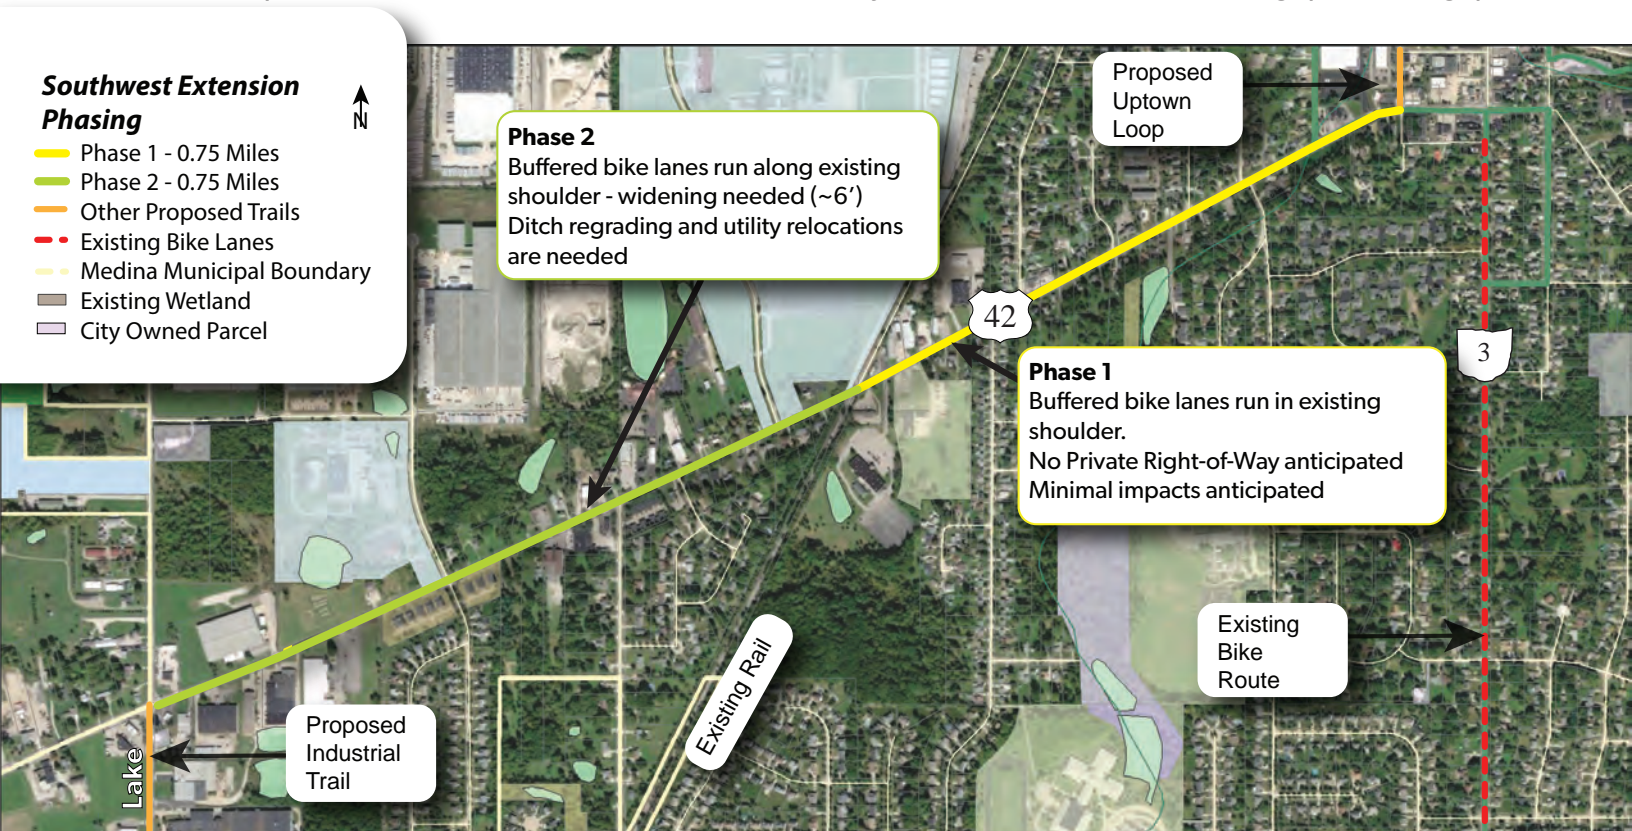 Southwest Extension
Phasing
N
Phase 1 - 0.75 Miles
Phase 2 - 0.75 Miles
Other Proposed Trails
Existing Bike Lanes
Medina Municipal Boundary
Existing Wetland
City Owned Parcel
Phase 2
Buffered bike lanes run along existing
shoulder - widening needed (~6’)
Ditch regrading and utility relocations
are needed
Proposed
Uptown
Loop
42
3
Phase 1
Buffered bike lanes run in existing
shoulder.
No Private Right-of-Way anticipated
Minimal impacts anticipated
Existing
Bike
Route
Existing Rail
Proposed
Industrial
Trail
Lake